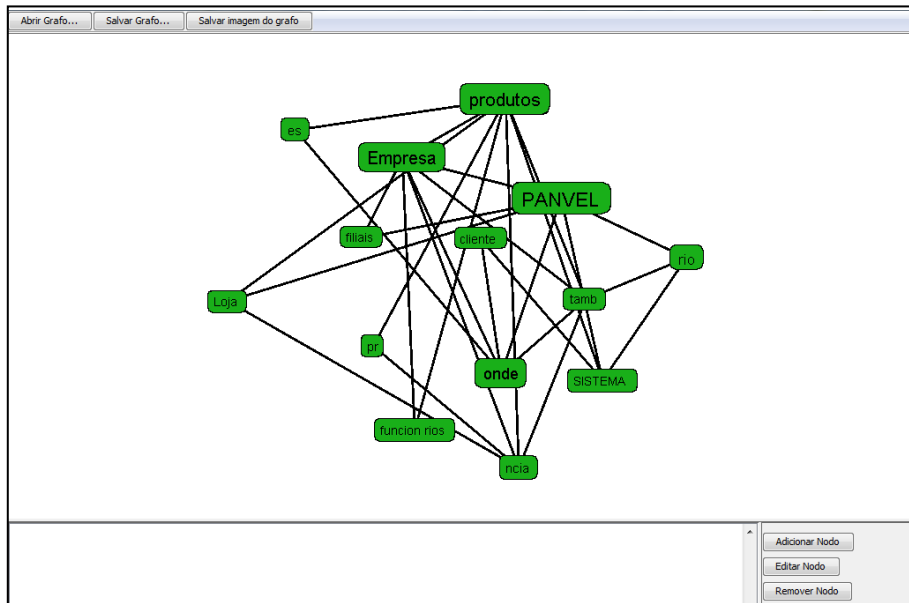 Abrir Grafo... Salvar Grafo... Salvar imagem do grafo
produtos
es
Empresa
PANVEL
filiais
cliente
rio
Loja
tamb
pr
onde
SISTEMA
funcion rios
ncia
Adicionar Nodo
Editar Nodo
Remover Nodo